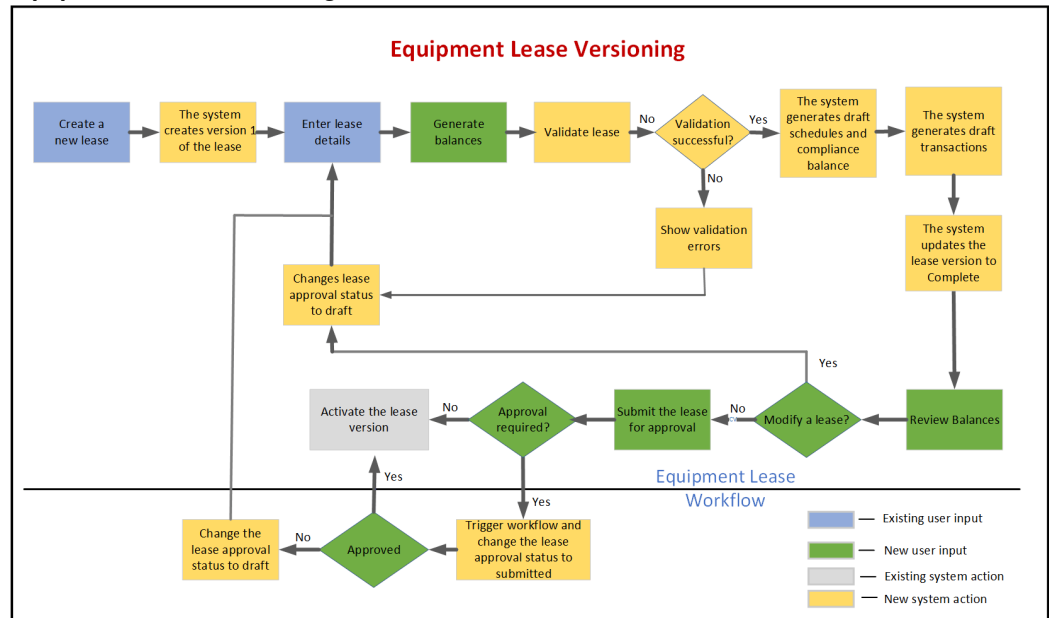 Equipment Lease Versioning
Create a
new lease
The system
creates version 1
of the lease
Enter lease
details
Generate
balances
Validate lease
No
Validation
successful?
Yes
The system
generates draft
schedules and
compliance
balance
The system
generates draft
transactions
No
Show validation
errors
The system
updates the
lease version to
Complete
Changes lease
approval status
to draft
Yes
Activate the lease
version
No
Approval
required?
Submit the lease
for approval
No
Modify a lease?
Review Balances
Yes
Equipment Lease
Workflow
Yes
Change the
lease approval
status to draft
No
Approved
Trigger workflow and
change the lease
approval status to
submitted
Existing user input
New user input
Existing system action
New system action